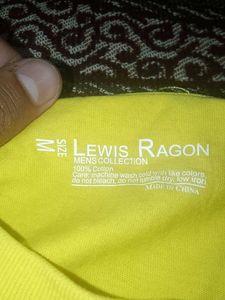 SIZE
M
LEWIS RAGON
MENS COLLECTION
100% Cotton
Care: machine wash cold with like colors,
do not bleach, do not tumble dry, low iron
MADE IN CHINA